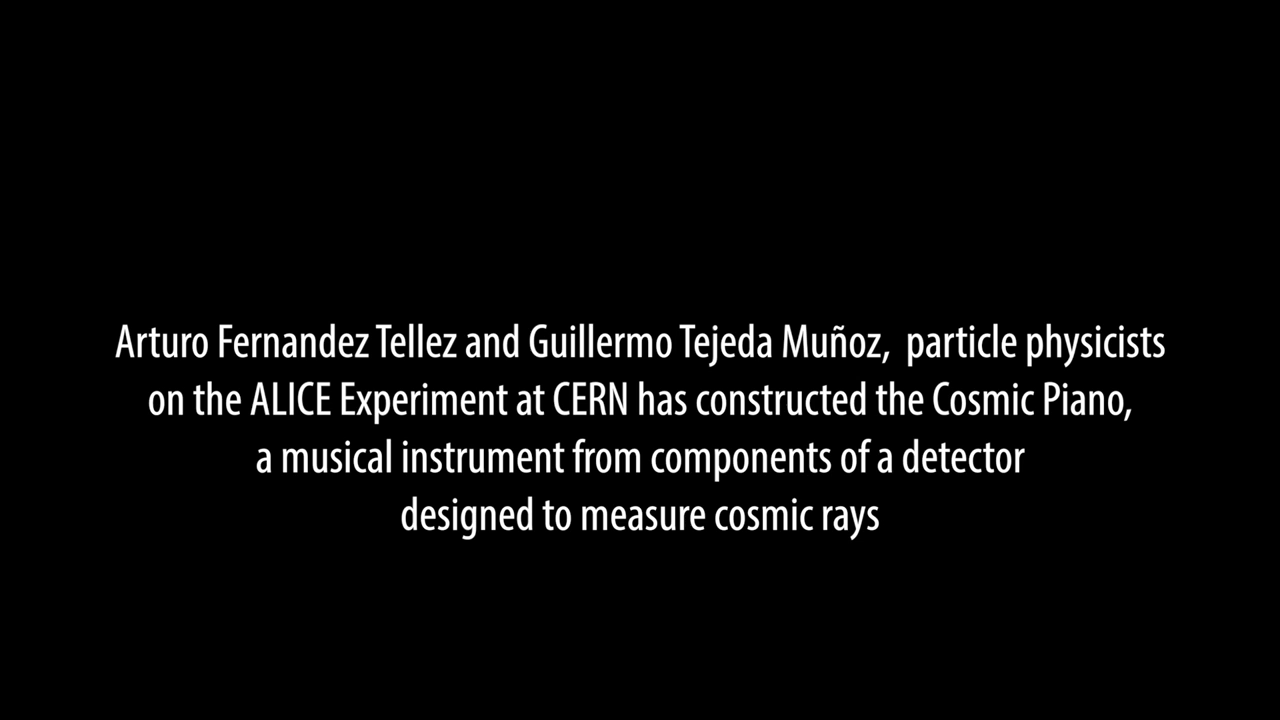 Arturo Fernandez Tellez and Guillermo Tejeda Muñoz,  particle physicists
on the ALICE Experiment at CERN has constructed the Cosmic Piano,
a musical instrument from components of a detector
designed to measure cosmic rays